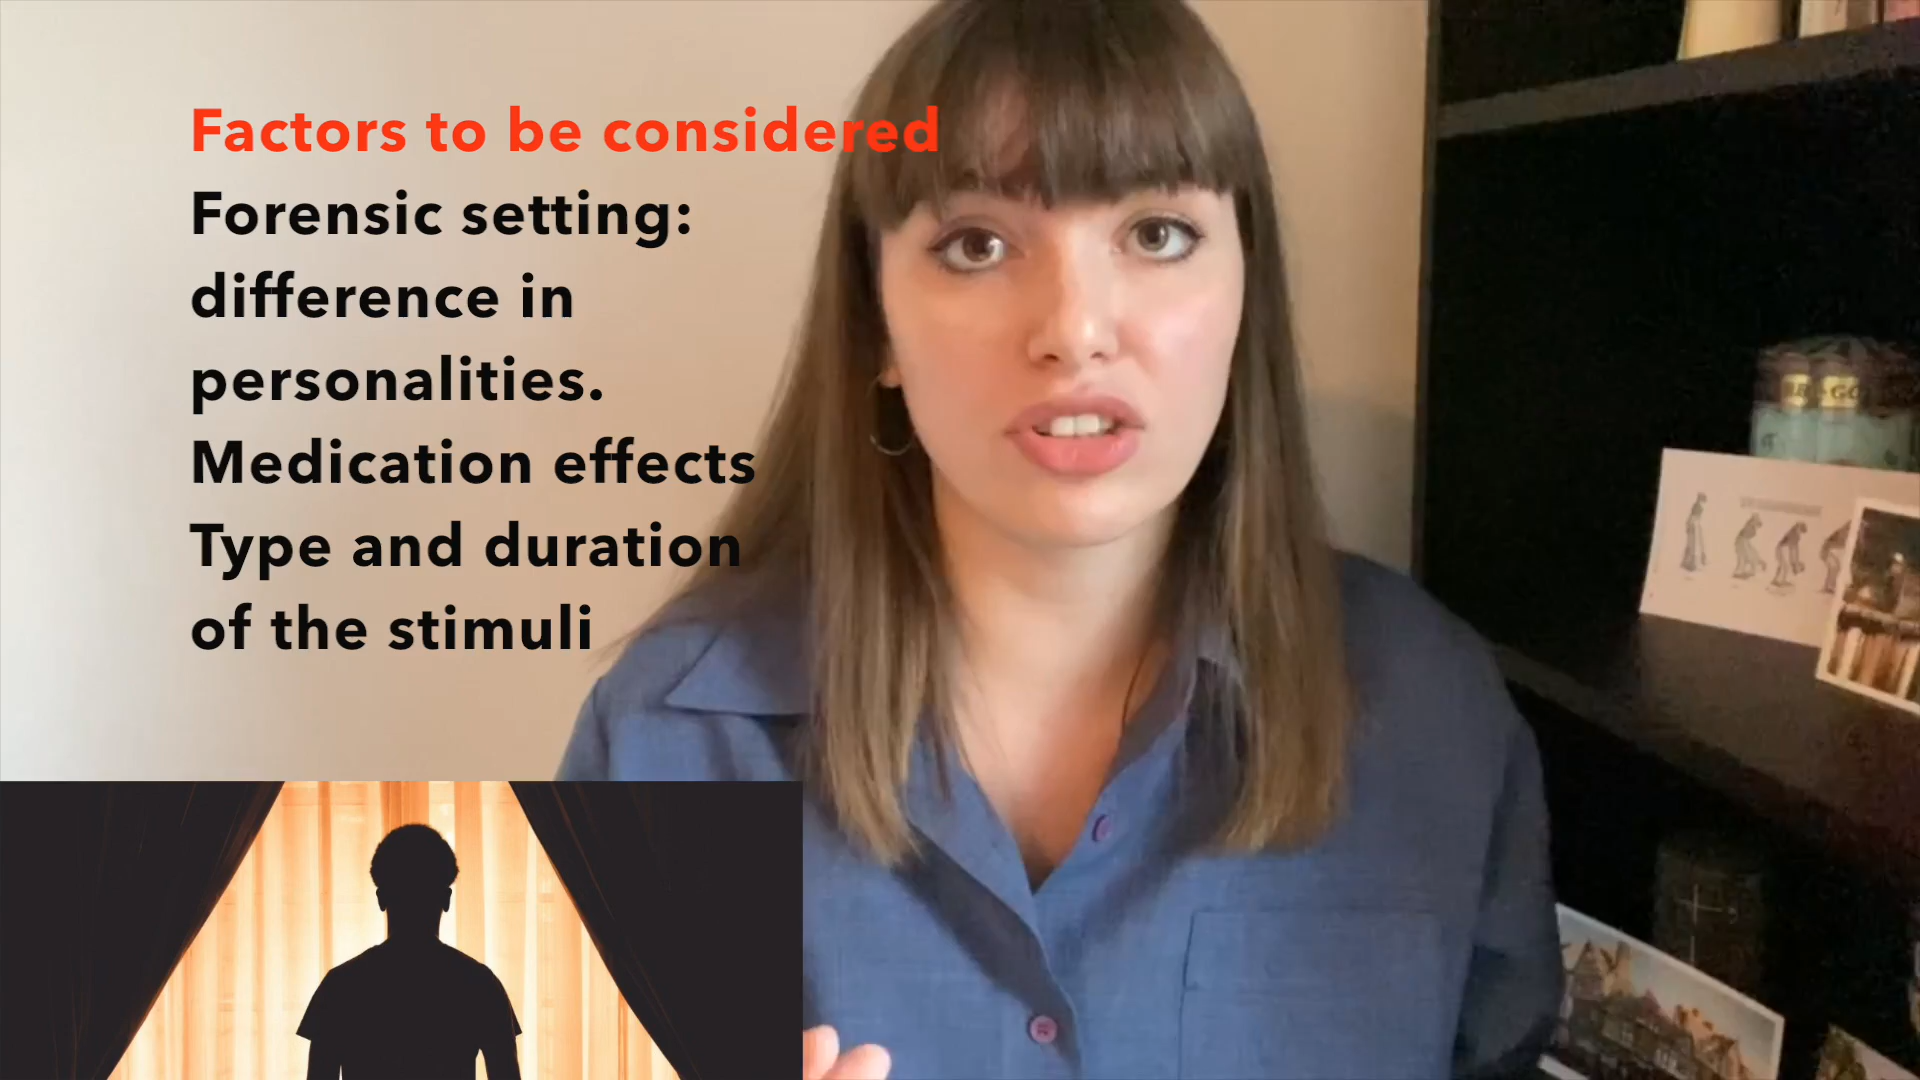 Factors to be considered
Forensic setting:
difference in
personalities.
Medication effects
Type and duration
of the stimuli